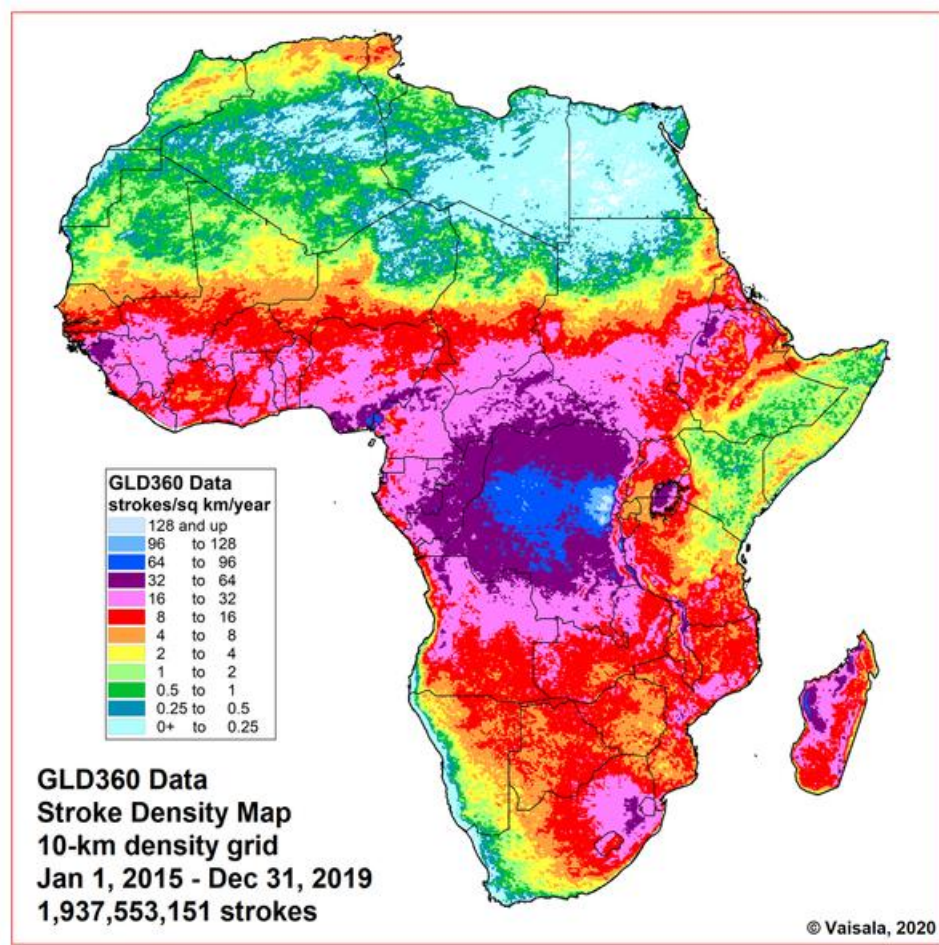 GLD360 Data
strokes/sq km/year
128 and up
96 to 128
64 to 96
32 to 64
16 to 32
8 to 16
4 to 8
2 to 4
1 to 2
0.5 to 1
0.25 to 0.5
0+ to 0.25
GLD360 Data
Stroke Density Map
10-km density grid
Jan 1, 2015 - Dec 31, 2019
1,937,553,151 strokes
© Vaisala, 2020